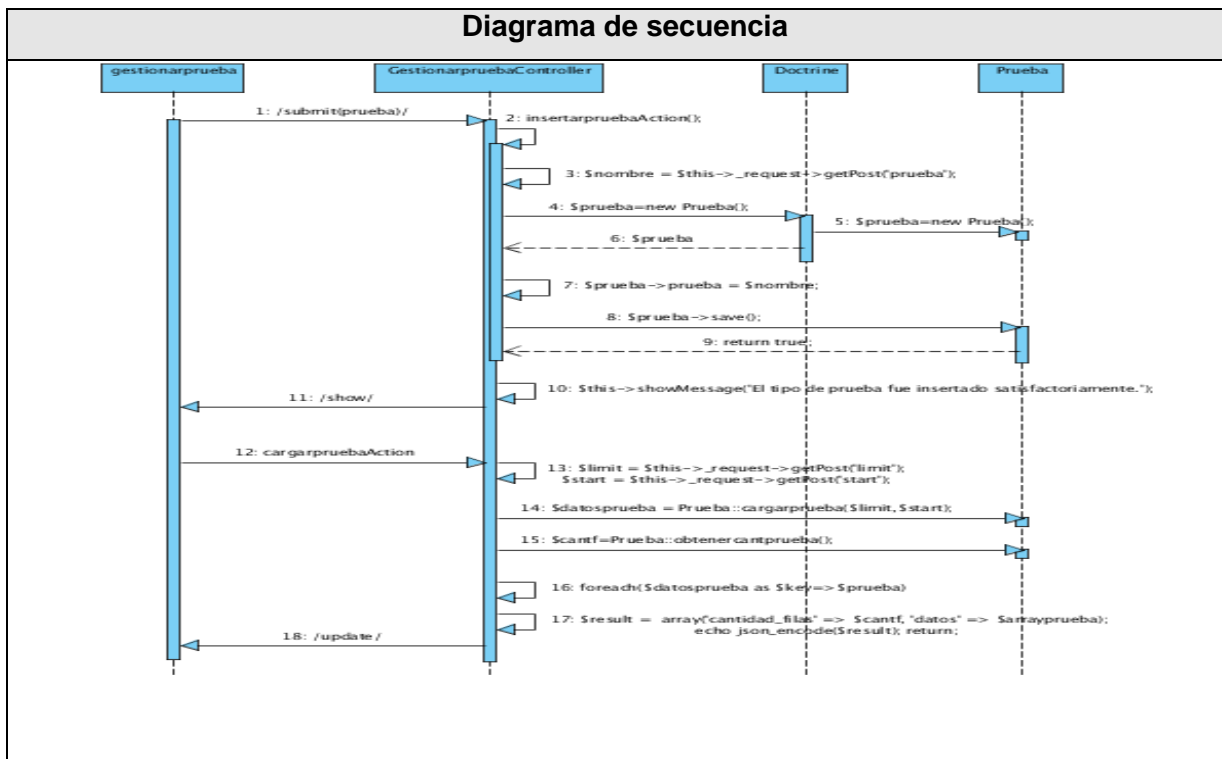 Diagrama de secuencia
gestionarprueba
GestionarpruebaController
Doctrine
Prueba
1: /submit(prueba)/
2: insertarpruebaAction();
3: $nombre = $this->_request->getPost("prueba");
4: $prueba=new Prueba();
5: $prueba=new Prueba();
6: $prueba
7: $prueba->prueba = $nombre;
8: $prueba->save();
9: return true;
10: $this->showMessage("El tipo de prueba fue insertado satisfactoriamente.");
11: /show/
12: cargarpruebaAction
13: $limit = $this->_request->getPost("limit");
$start = $this->_request->getPost("start");
14: $datosprueba = Prueba::cargarprueba($limit,$start);
15: $cantf=Prueba::obtenercantprueba();
16: foreach($datosprueba as $key=>$prueba)
17: $result = array("cantidad_filas" => $cantf, "datos" => $arrayprueba);
echo json_encode($result); return;
18: /update/